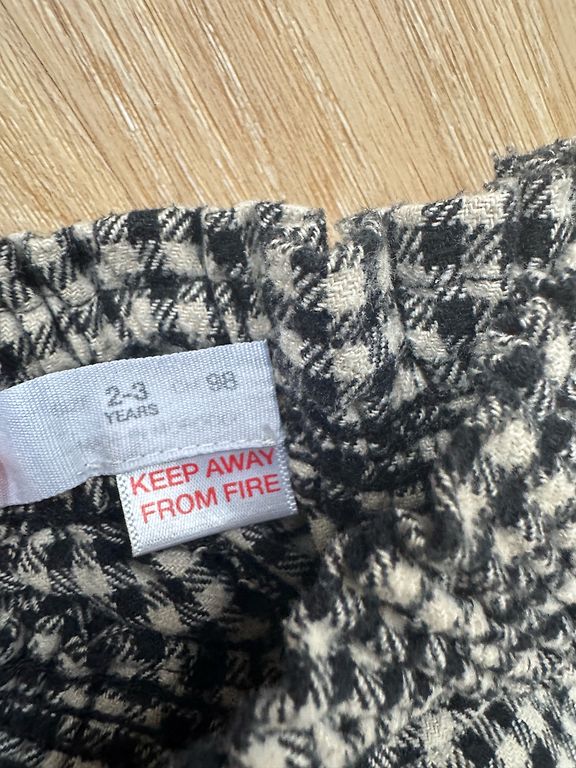 2-3 98
YEARS
KEEP AWAY
FROM FIRE